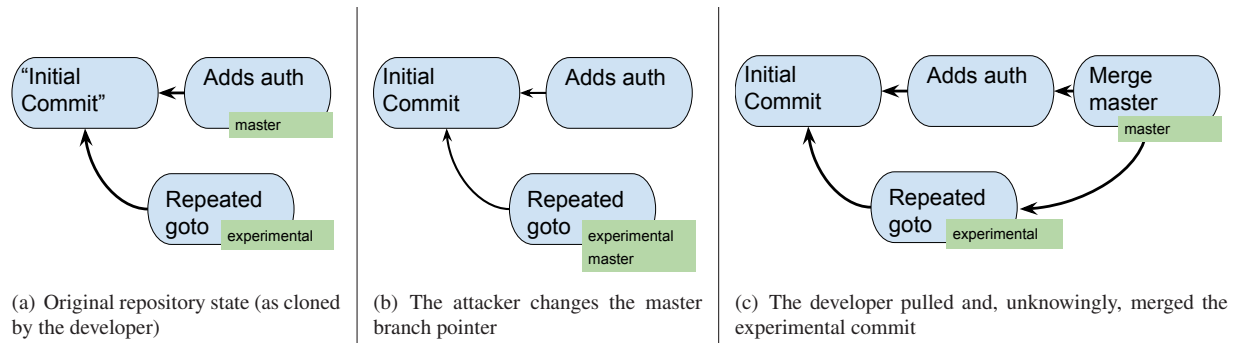 “Initial
Commit”
Adds auth
master
Repeated
goto
experimental
(a) Original repository state (as cloned
by the developer)
Initial
Commit
Adds auth
Repeated
goto
experimental
master
(b) The attacker changes the master
branch pointer
Initial
Commit
Adds auth
Merge
master
master
Repeated
goto
experimental
(c) The developer pulled and, unknowingly, merged the
experimental commit